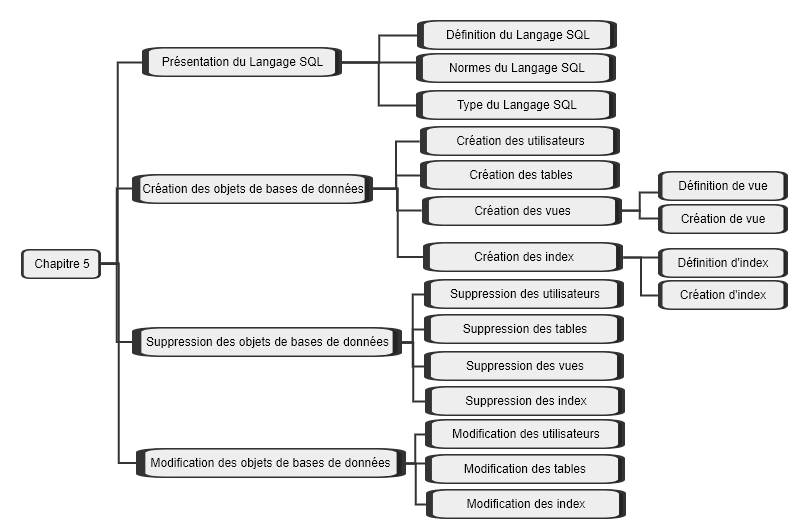 Chapitre 5
Présentation du Langage SQL
Définition du Langage SQL
Normes du Langage SQL
Type du Langage SQL
Création des objets de bases de données
Création des utilisateurs
Création des tables
Création des vues
Définition de vue
Création de vue
Création des index
Définition d'index
Création d'index
Suppression des objets de bases de données
Suppression des utilisateurs
Suppression des tables
Suppression des vues
Suppression des index
Modification des objets de bases de données
Modification des utilisateurs
Modification des tables
Modification des index